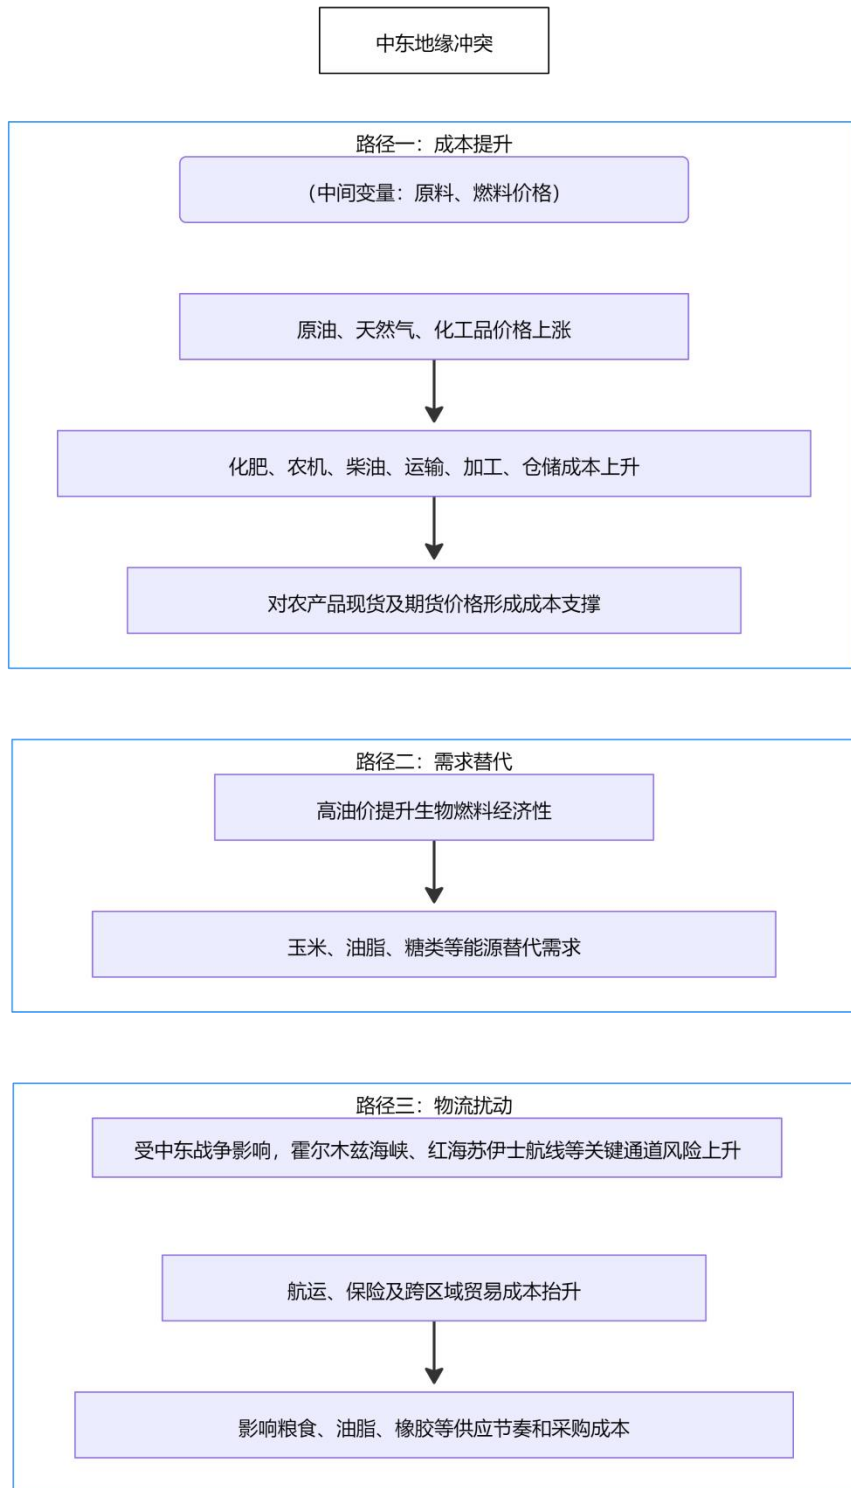 中东地缘冲突
路径一：成本提升
（中间变量：原料、燃料价格）
原油、天然气、化工品价格上涨
化肥、农机、柴油、运输、加工、仓储成本上升
对农产品现货及期货价格形成成本支撑
路径二：需求替代
高油价提升生物燃料经济性
玉米、油脂、糖类等能源替代需求
路径三：物流扰动
受中东战争影响，霍尔木兹海峡、红海苏伊士航线等关键通道风险上升
航运、保险及跨区域贸易成本抬升
影响粮食、油脂、橡胶等供应节奏和采购成本